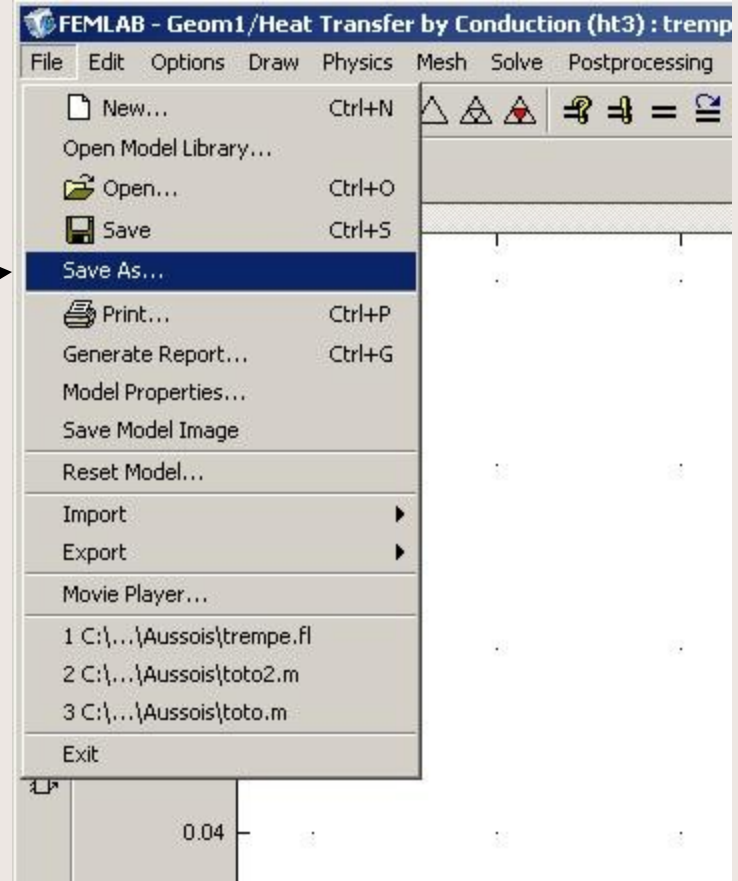 FEMLAB - Geom1/Heat Transfer by Conduction (ht3) : tremp
File Edit Options Draw Physics Mesh Solve Postprocessing
New... Ctrl+N
Open Model Library...
Open... Ctrl+O
Save Ctrl+S
Save As...
Print... Ctrl+P
Generate Report... Ctrl+G
Model Properties...
Save Model Image
Reset Model...
Import
Export
Movie Player...
1 C:\...\Aussois\trempe.fl
2 C:\...\Aussois\toto2.m
3 C:\...\Aussois\toto.m
Exit
0.04